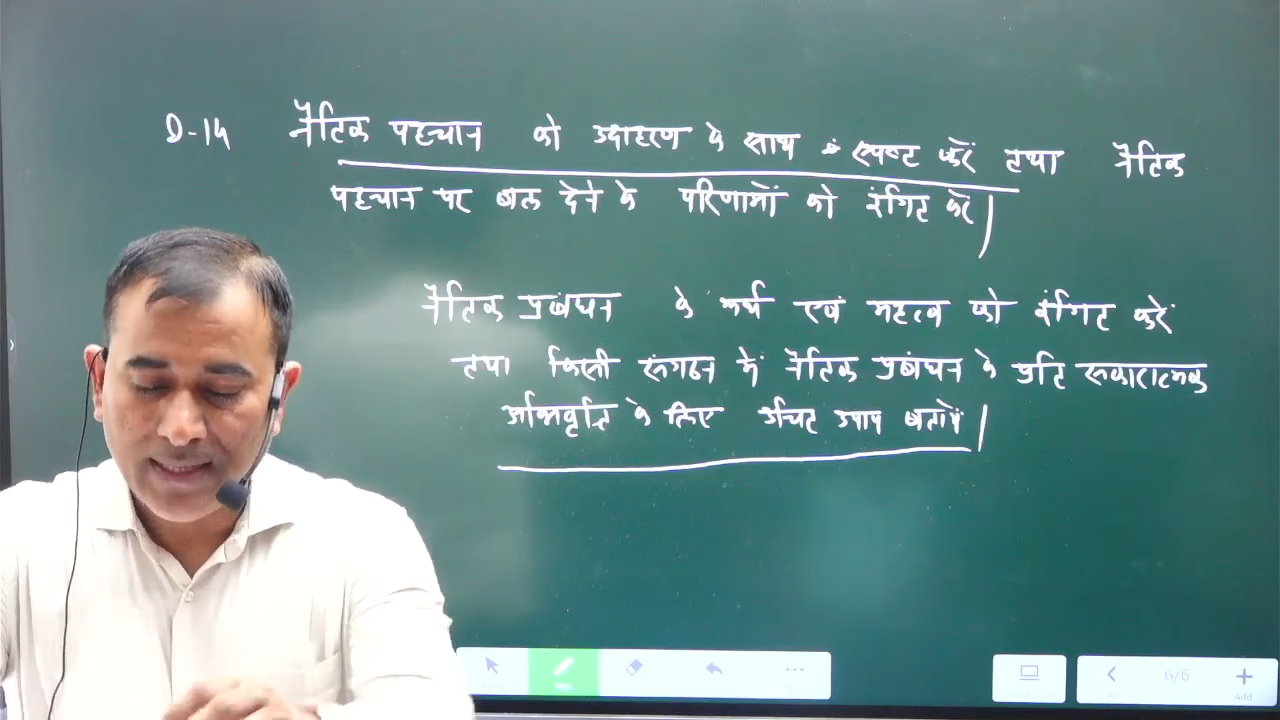 D-14 नैतिक पहचान को उदाहरण के साथ स्पष्ट करें तथा नैतिक
पहचान पर बल देने के परिणामों को इंगित करें।
नैतिक प्रबंधन के अर्थ एवं महत्व को इंगित करें
तथा किसी संगठन में नैतिक प्रबंधन के प्रति सकारात्मक
अभिवृत्ति के लिए उचित उपाय बतायें।
6/6
Add